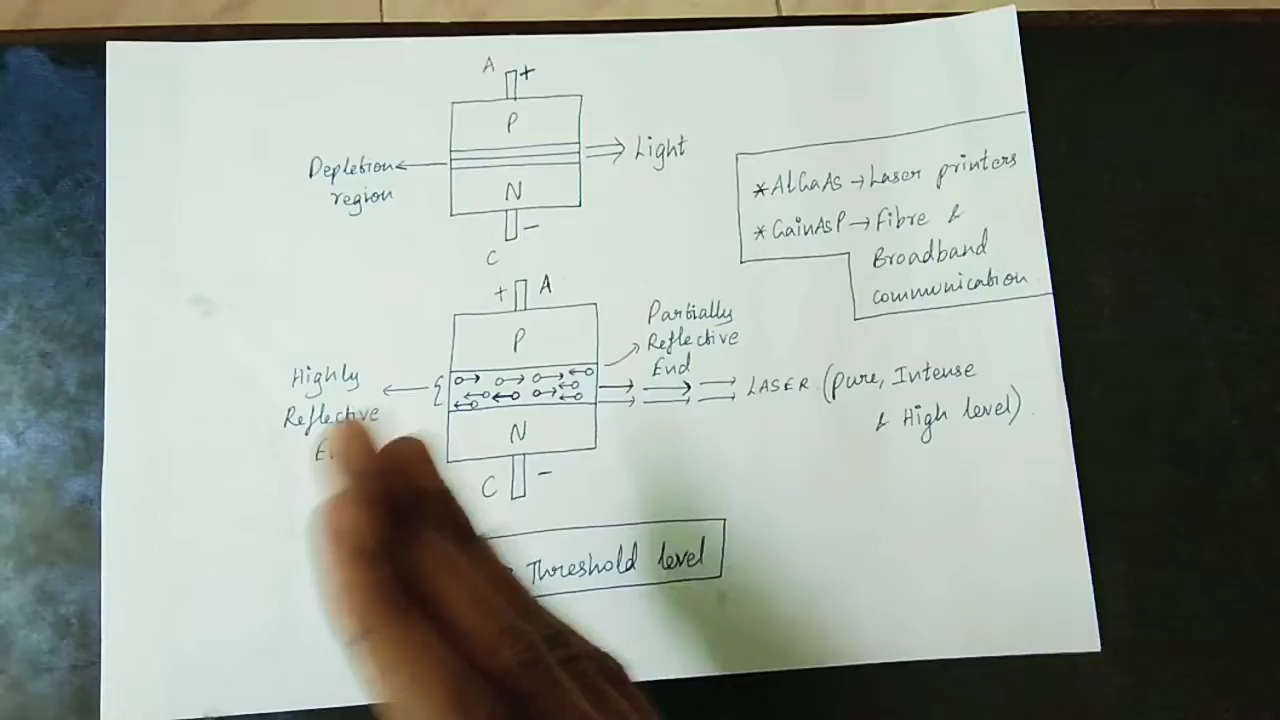 A +
P
Depletion
region
Light
N
-
C
*AlGaAs → Laser printers
*GainAsP → Fibre &
Broadband
communication
+ A
P
Partially
Reflective
End
Highly
Reflective
LASER (pure, Intense
& High level)
N
C -
Threshold level